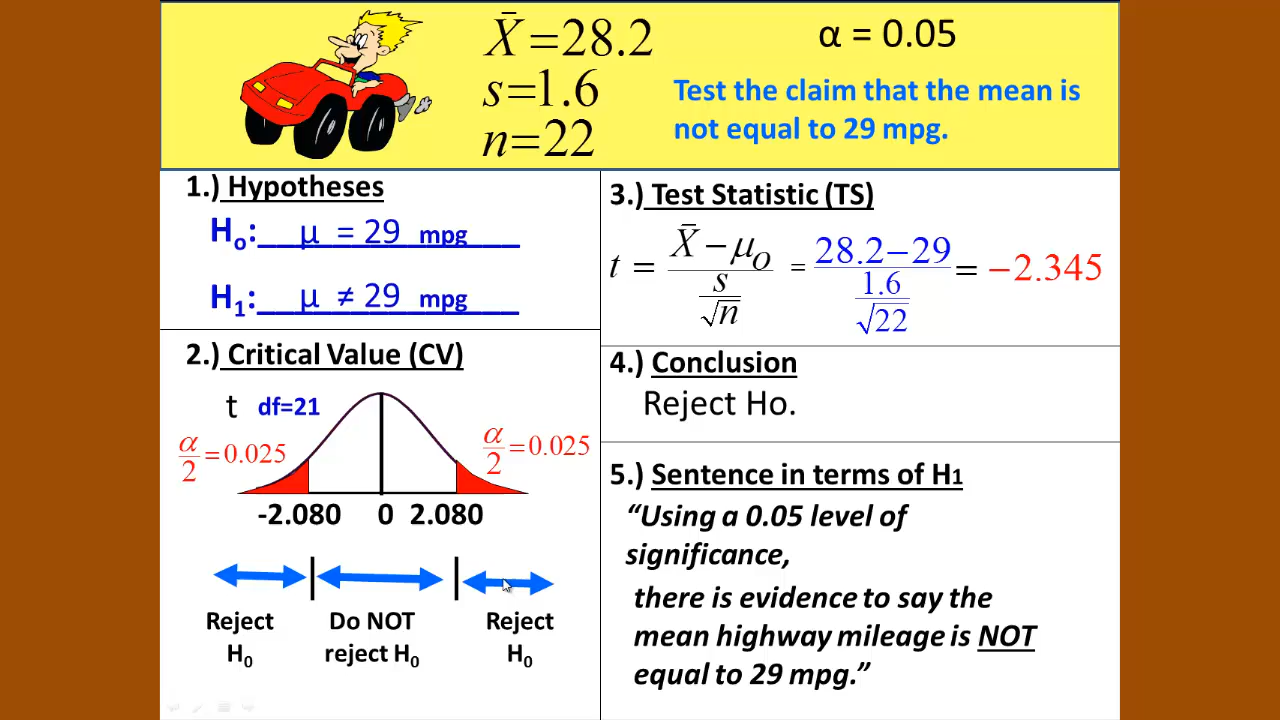 X̄ =28.2
s=1.6
n=22
α = 0.05
Test the claim that the mean is
not equal to 29 mpg.
1.) Hypotheses
Ho: μ = 29 mpg
H1: μ ≠ 29 mpg
2.) Critical Value (CV)
t df=21
α/2 =0.025
α/2 =0.025
-2.080 0 2.080
Reject Do NOT Reject
H0 reject H0 H0
3.) Test Statistic (TS)
t = (X̄ − μO)/(s/√n) = (28.2−29)/(1.6/√22) = −2.345
4.) Conclusion
Reject Ho.
5.) Sentence in terms of H1
“Using a 0.05 level of
significance,
there is evidence to say the
mean highway mileage is NOT
equal to 29 mpg.”